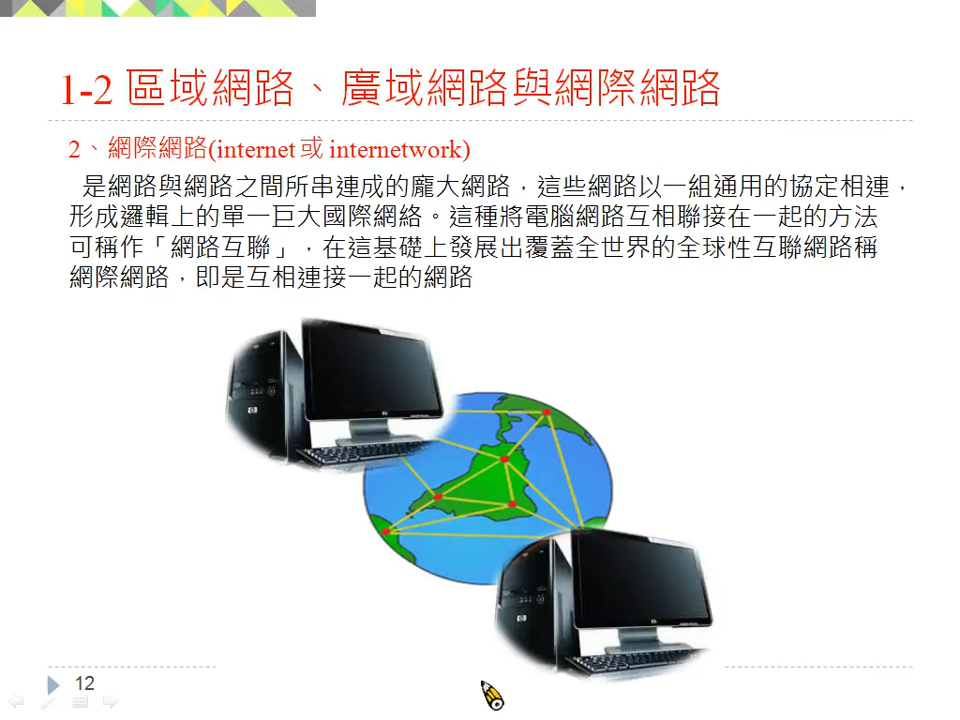 1-2 區域網路、廣域網路與網際網路
2、網際網路(internet 或 internetwork)
是網路與網路之間所串連成的龐大網路，這些網路以一組通用的協定相連，
形成邏輯上的單一巨大國際網絡。這種將電腦網路互相聯接在一起的方法
可稱作「網路互聯」，在這基礎上發展出覆蓋全世界的全球性互聯網路稱
網際網路，即是互相連接一起的網路
12